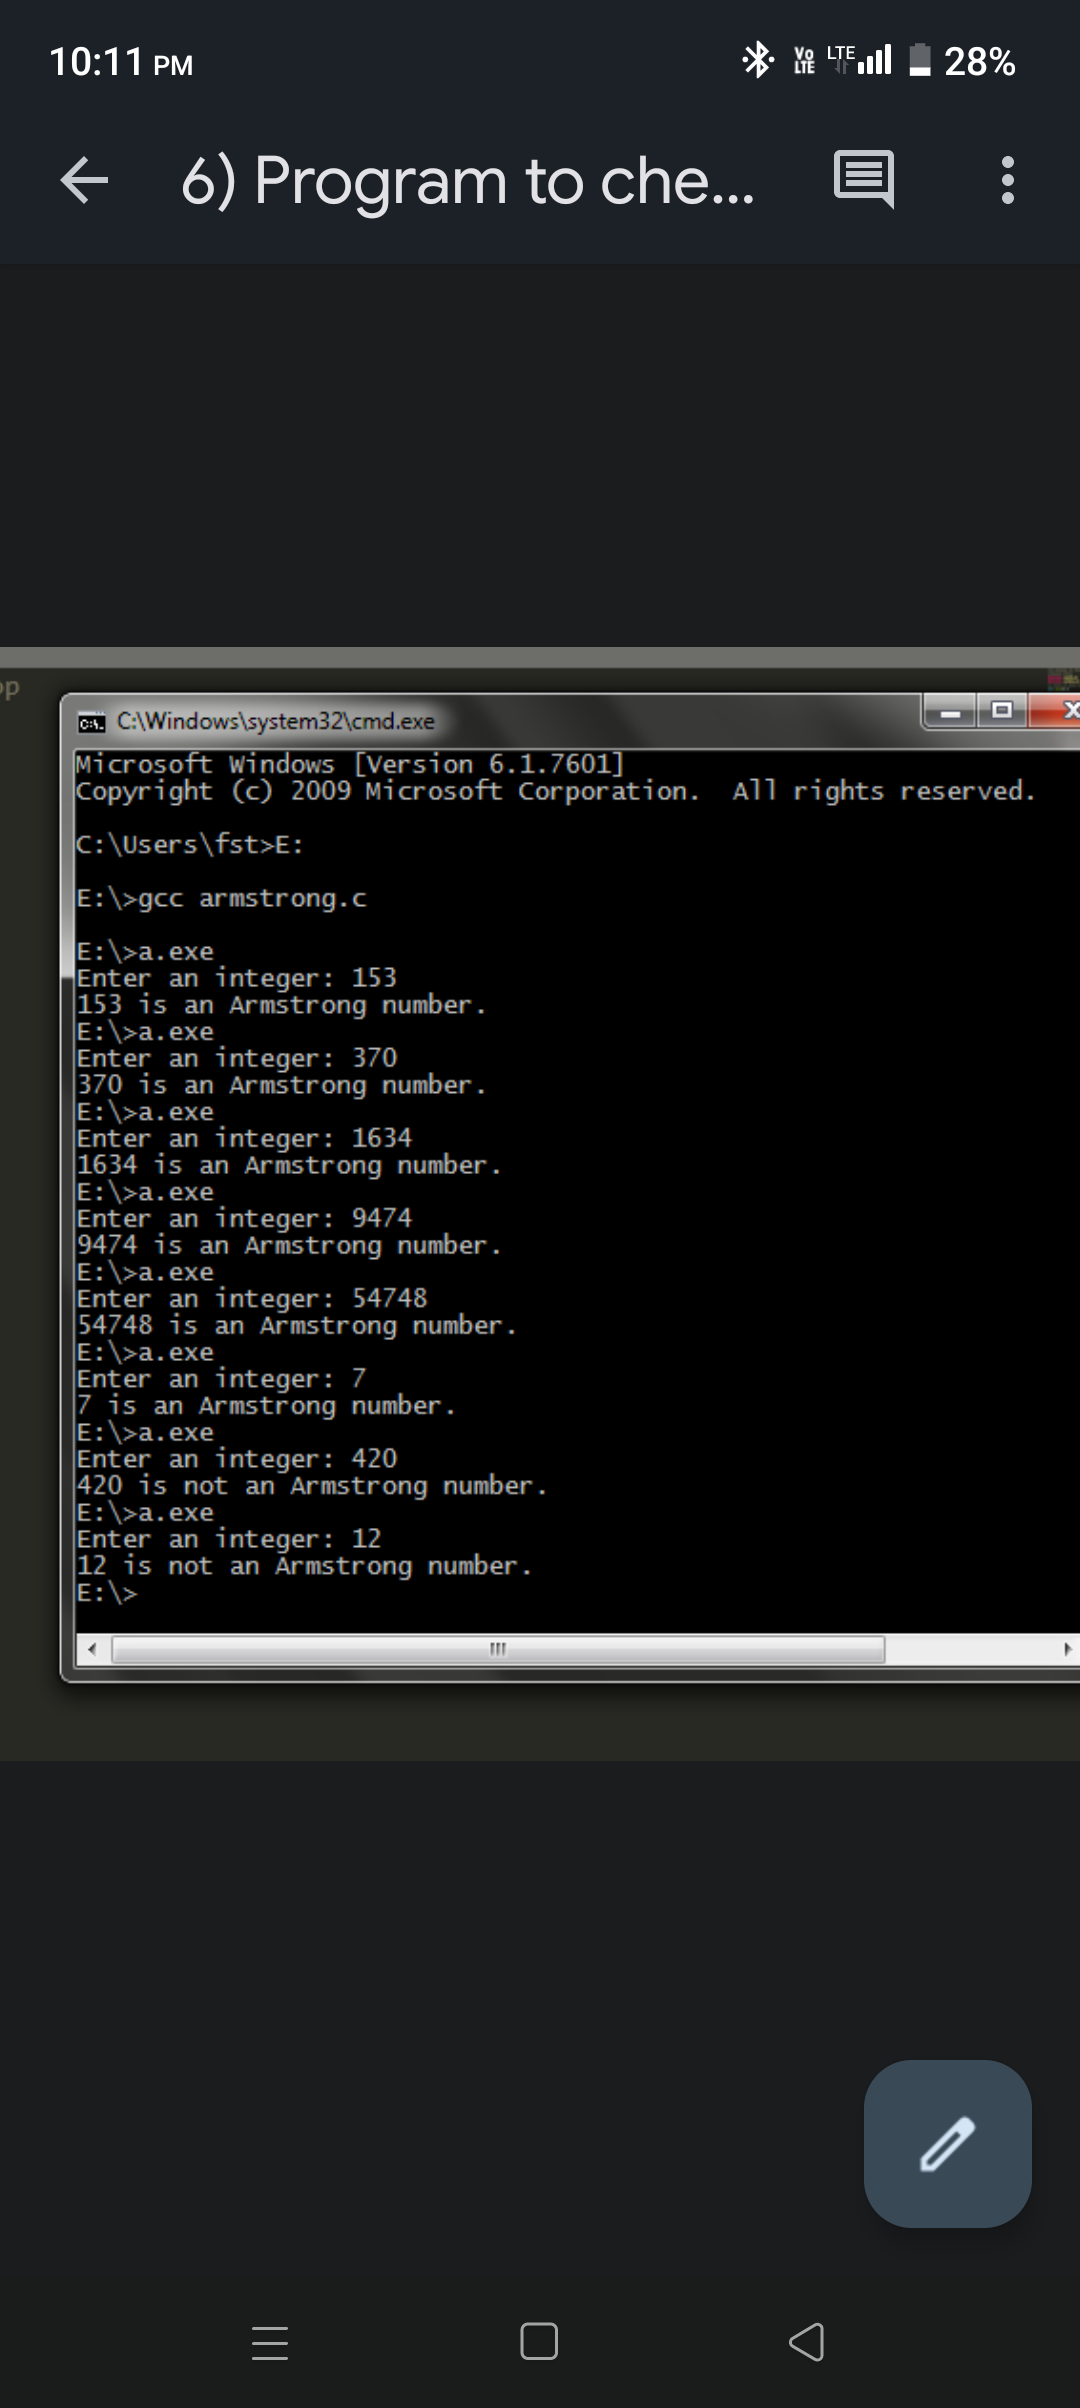 10:11 PM
Vo LTE LTE 28%
6) Program to che...
op
C:\Windows\system32\cmd.exe
Microsoft Windows [Version 6.1.7601]
Copyright (c) 2009 Microsoft Corporation.  All rights reserved.
C:\Users\fst>E:
E:\>gcc armstrong.c
E:\>a.exe
Enter an integer: 153
153 is an Armstrong number.
E:\>a.exe
Enter an integer: 370
370 is an Armstrong number.
E:\>a.exe
Enter an integer: 1634
1634 is an Armstrong number.
E:\>a.exe
Enter an integer: 9474
9474 is an Armstrong number.
E:\>a.exe
Enter an integer: 54748
54748 is an Armstrong number.
E:\>a.exe
Enter an integer: 7
7 is an Armstrong number.
E:\>a.exe
Enter an integer: 420
420 is not an Armstrong number.
E:\>a.exe
Enter an integer: 12
12 is not an Armstrong number.
E:\>